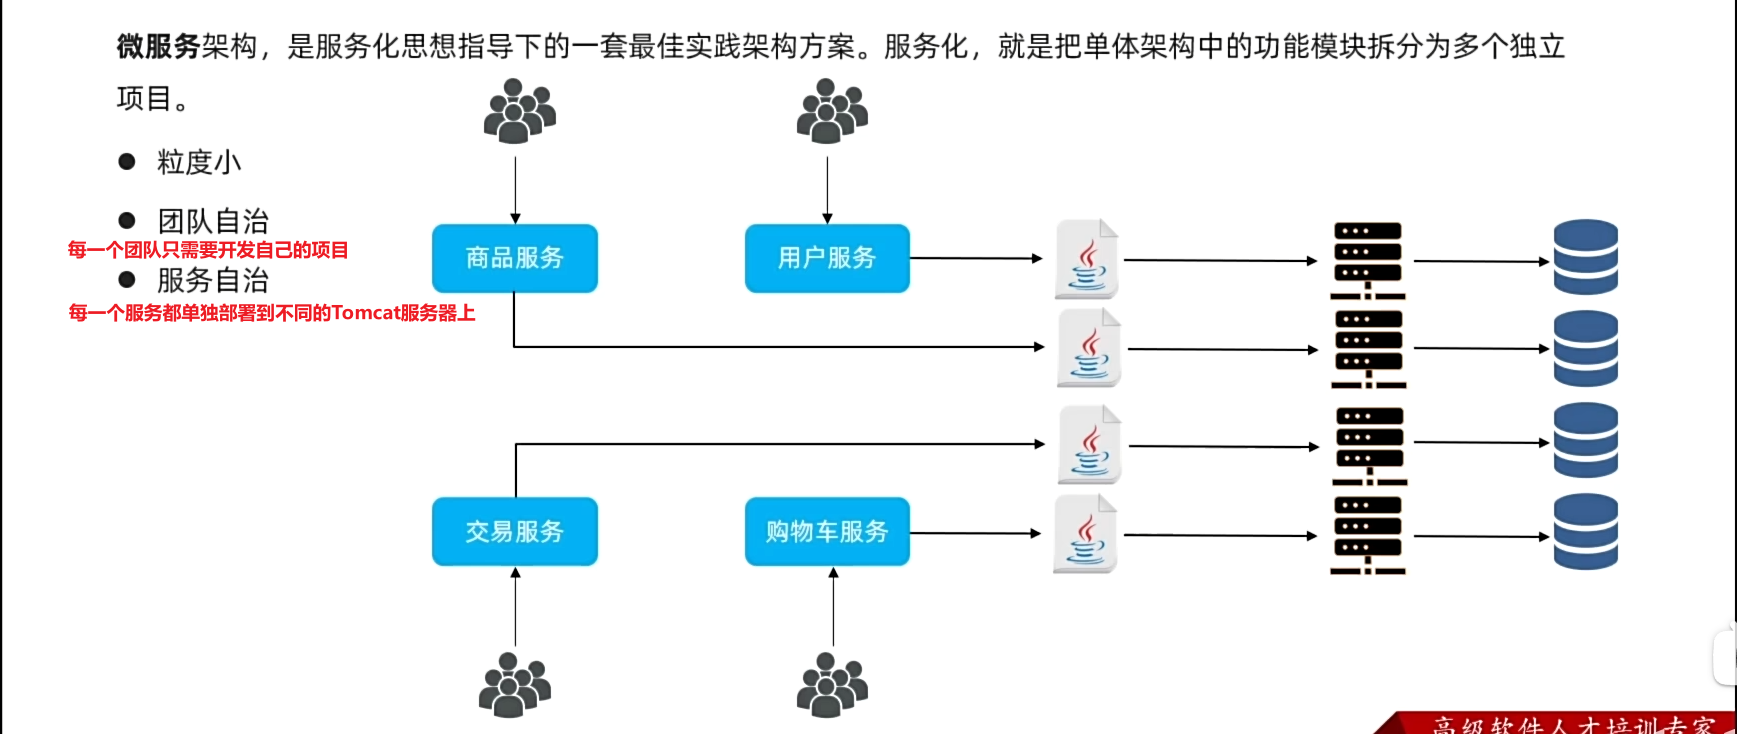 微服务架构，是服务化思想指导下的一套最佳实践架构方案。服务化，就是把单体架构中的功能模块拆分为多个独立
项目。
● 粒度小
● 团队自治
每一个团队只需要开发自己的项目
● 服务自治
每一个服务都单独部署到不同的Tomcat服务器上
商品服务
用户服务
交易服务
购物车服务
高级软件人才培训专家